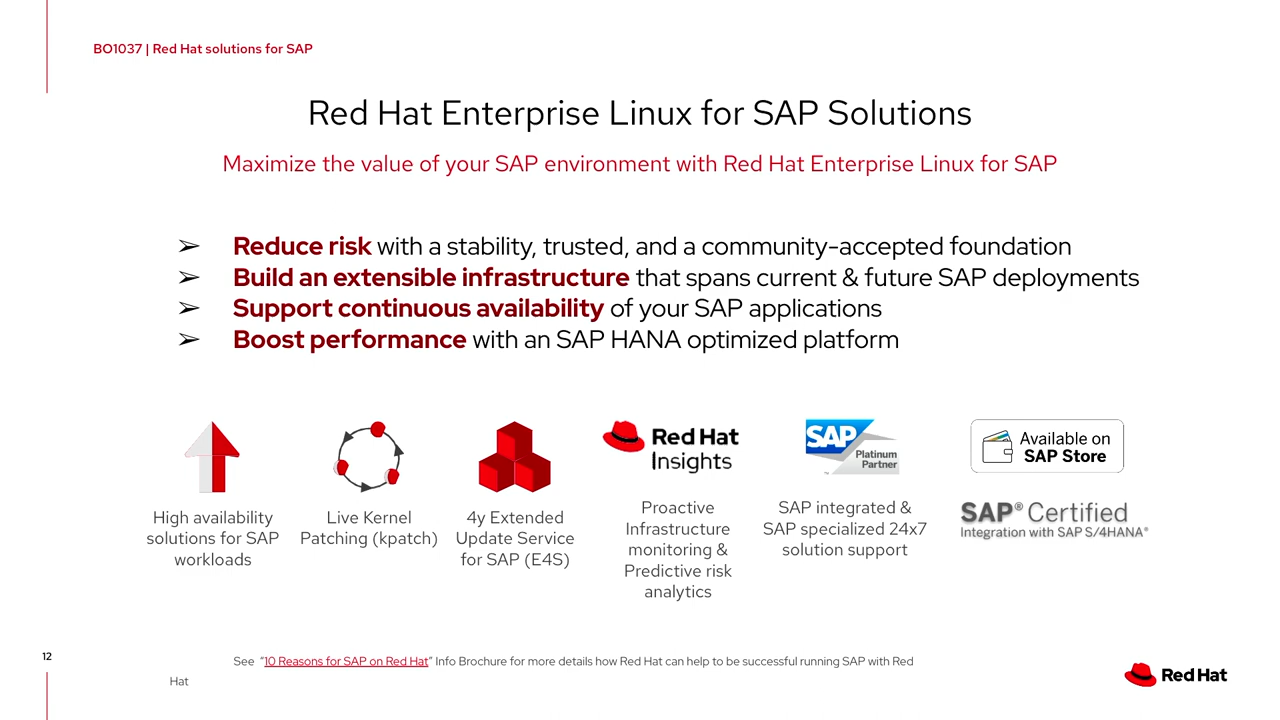 BO1037 | Red Hat solutions for SAP
Red Hat Enterprise Linux for SAP Solutions
Maximize the value of your SAP environment with Red Hat Enterprise Linux for SAP
➢ Reduce risk with a stability, trusted, and a community-accepted foundation
➢ Build an extensible infrastructure that spans current & future SAP deployments
➢ Support continuous availability of your SAP applications
➢ Boost performance with an SAP HANA optimized platform
High availability
solutions for SAP
workloads
Live Kernel
Patching (kpatch)
4y Extended
Update Service
for SAP (E4S)
Red Hat
Insights
Proactive
Infrastructure
monitoring &
Predictive risk
analytics
SAP
Platinum
Partner
SAP integrated &
SAP specialized 24x7
solution support
Available on
SAP Store
SAP® Certified
Integration with SAP S/4HANA®
12
See "10 Reasons for SAP on Red Hat" Info Brochure for more details how Red Hat can help to be successful running SAP with Red
Hat
Red Hat